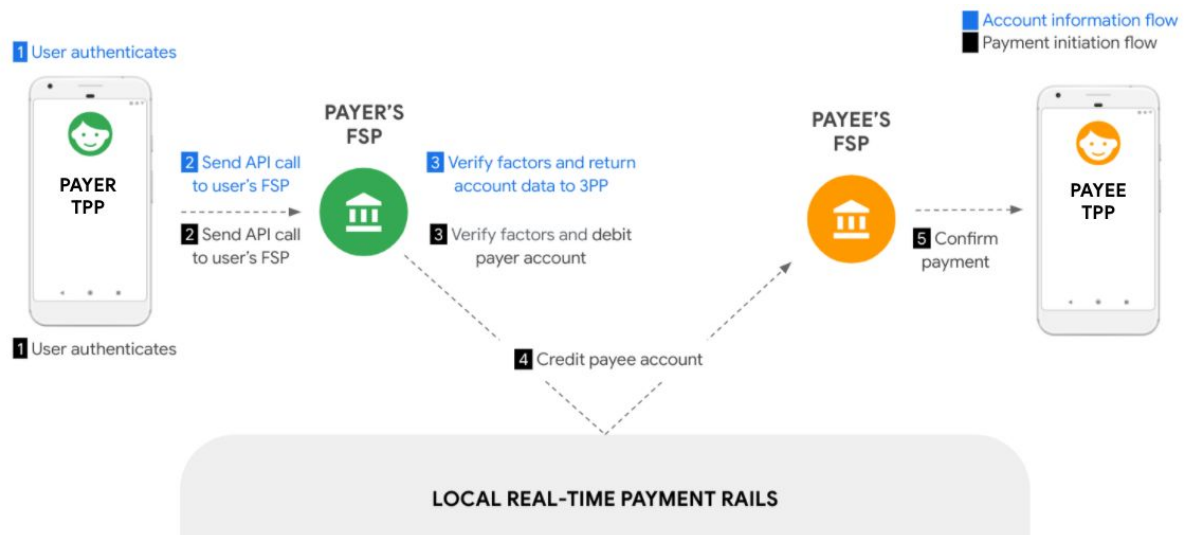 Account information flow
Payment initiation flow
1 User authenticates
PAYER
TPP
1 User authenticates
2 Send API call
to user's FSP
2 Send API call
to user's FSP
PAYER'S
FSP
3 Verify factors and return
account data to 3PP
3 Verify factors and debit
payer account
4 Credit payee account
PAYEE'S
FSP
5 Confirm
payment
PAYEE
TPP
LOCAL REAL-TIME PAYMENT RAILS